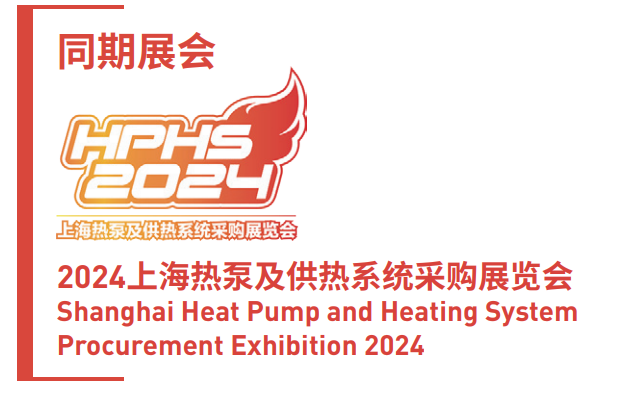 同期展会
HPHS
2024
上海热泵及供热系统采购展览会
2024上海热泵及供热系统采购展览会
Shanghai Heat Pump and Heating System
Procurement Exhibition 2024